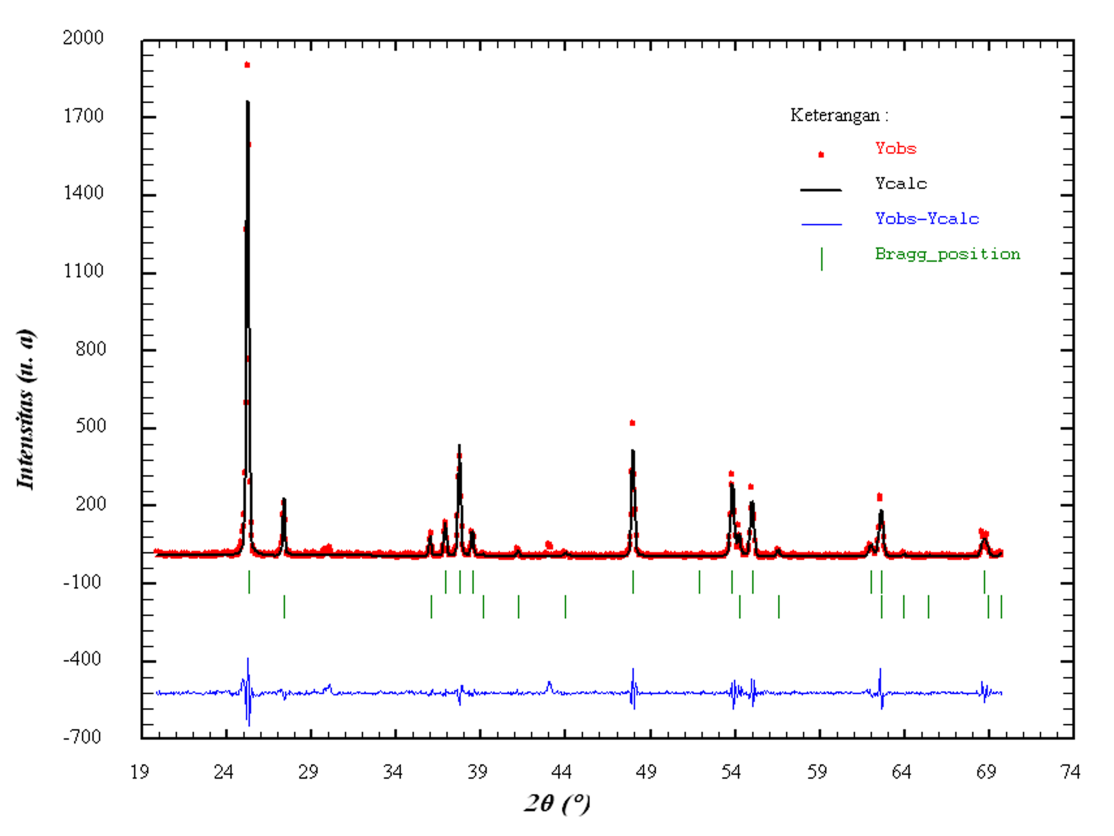 2000
1700
1400
1100
800
500
200
-100
-400
-700
Intensitas (u. a)
Keterangan :
Yobs
Ycalc
Yobs-Ycalc
Bragg_position
19 24 29 34 39 44 49 54 59 64 69 74
2θ (°)